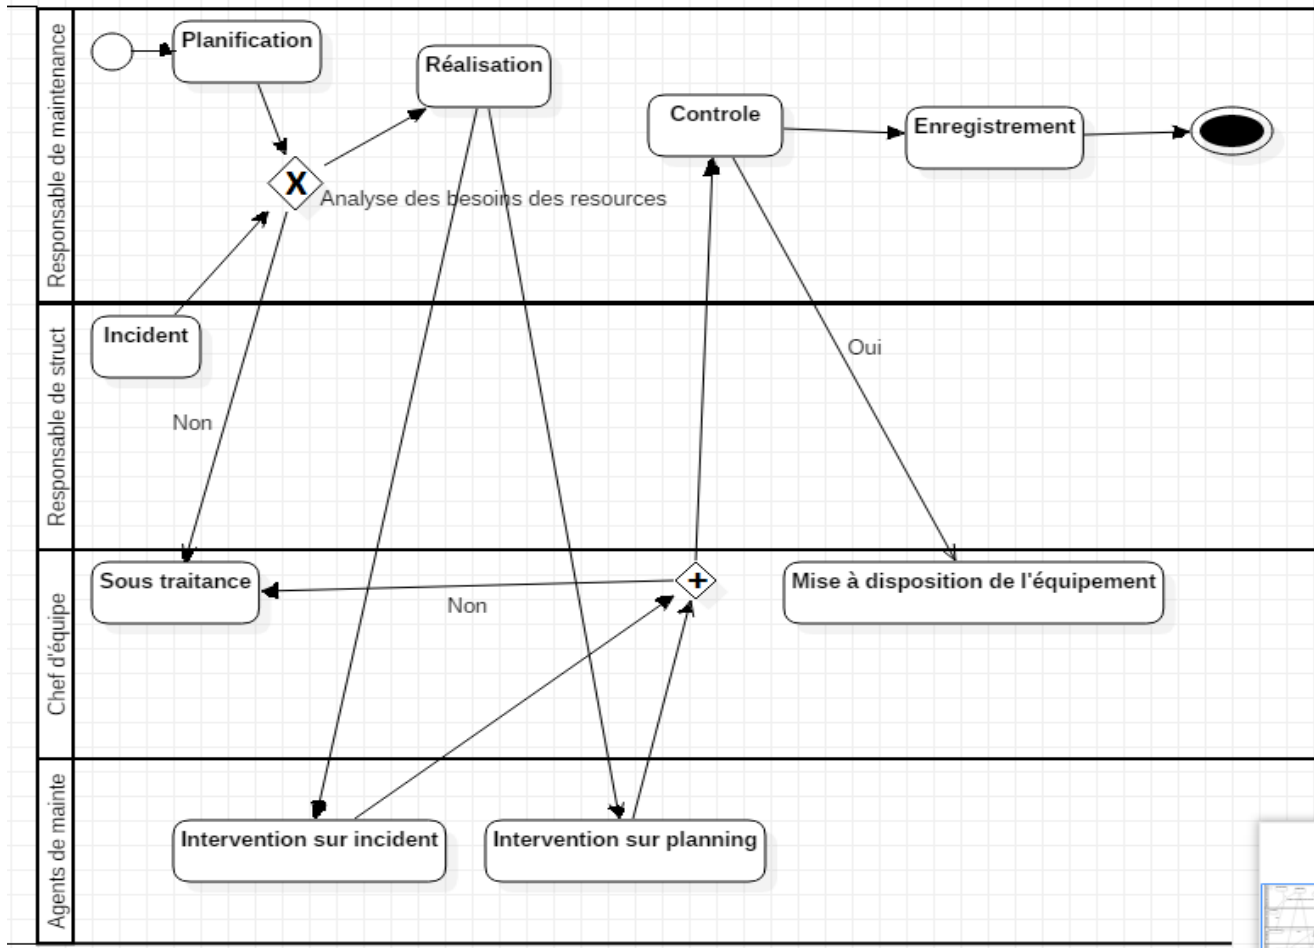 Responsable de maintenance
Planification
Réalisation
Controle
Enregistrement
X
Analyse des besoins des resources
Responsable de struct
Incident
Oui
Non
Chef d'équipe
Sous traitance
+
Mise à disposition de l'équipement
Non
Agents de mainte
Intervention sur incident
Intervention sur planning